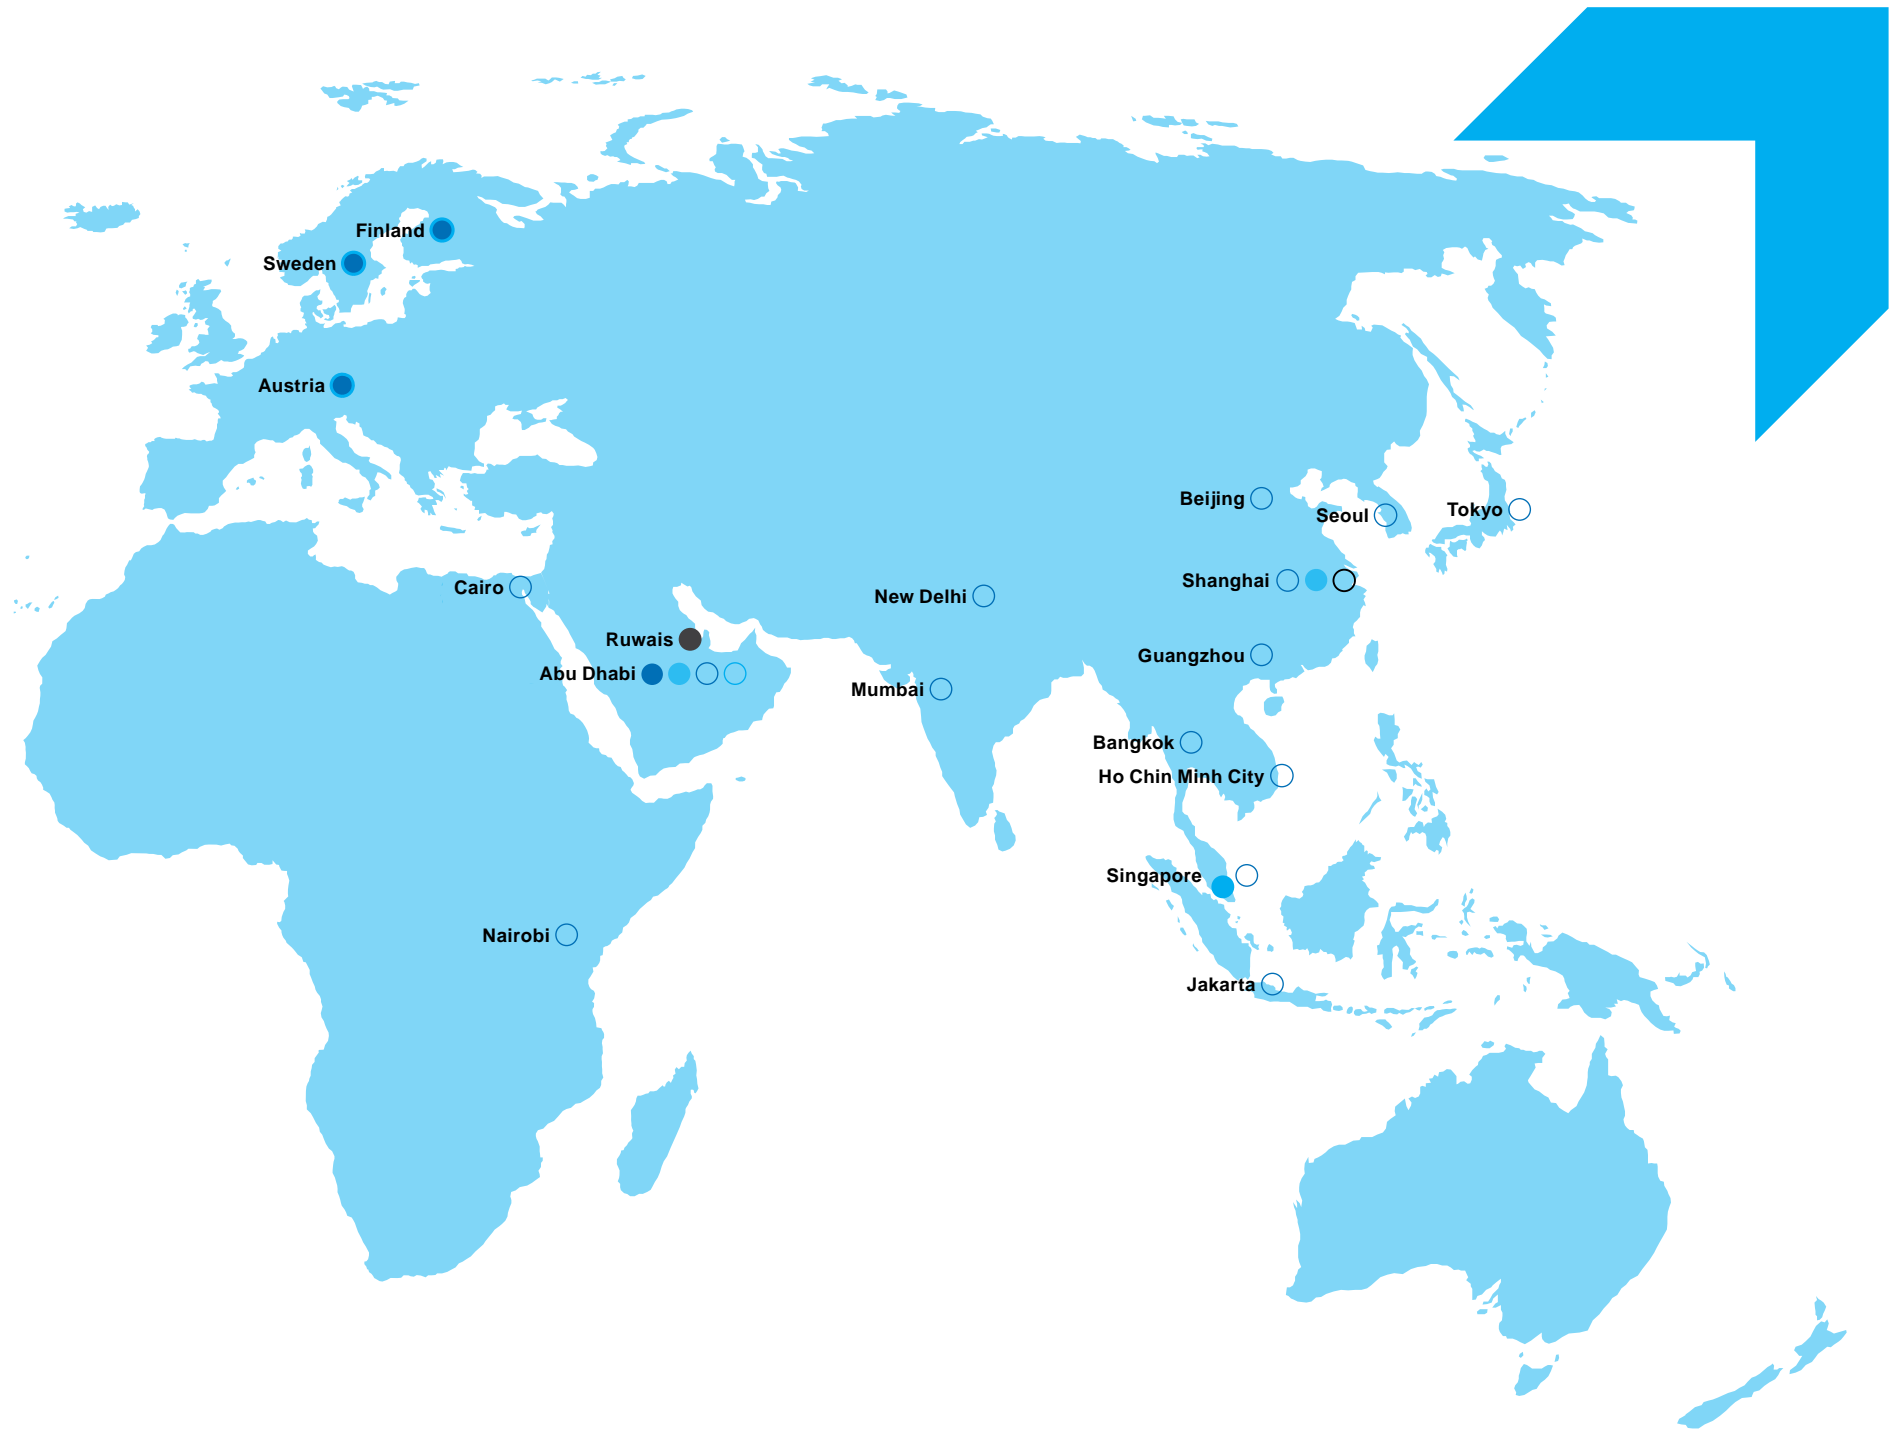 Finland
Sweden
Austria
Beijing
Seoul
Tokyo
Cairo
New Delhi
Shanghai
Ruwais
Guangzhou
Abu Dhabi
Mumbai
Bangkok
Ho Chin Minh City
Singapore
Nairobi
Jakarta